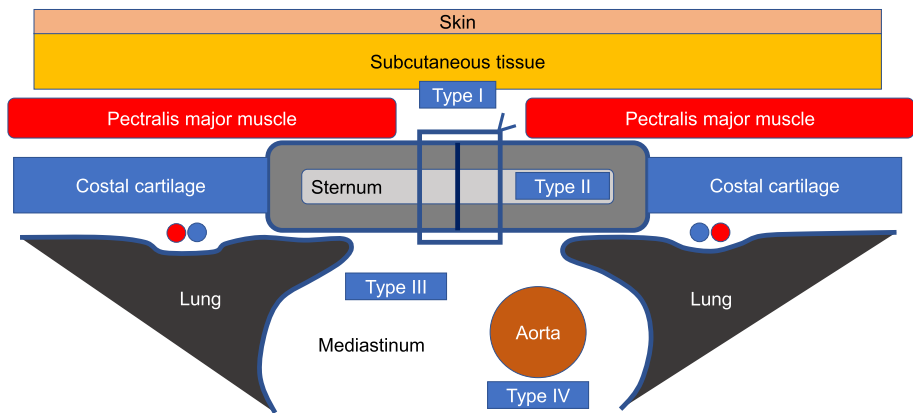 Skin
Subcutaneous tissue
Type I
Pectralis major muscle
Pectralis major muscle
Costal cartilage
Sternum
Type II
Costal cartilage
Type III
Lung
Lung
Aorta
Mediastinum
Type IV